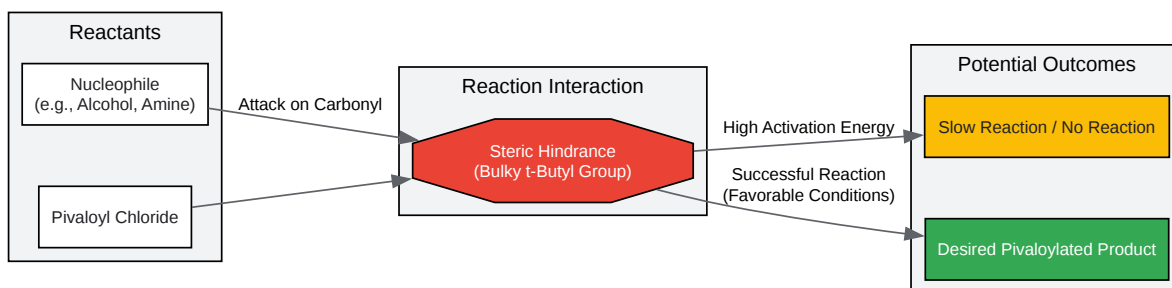 Reactants
Nucleophile
(e.g., Alcohol, Amine)
Pivaloyl Chloride
Attack on Carbonyl
Reaction Interaction
Steric Hindrance
(Bulky t-Butyl Group)
High Activation Energy
Successful Reaction
(Favorable Conditions)
Potential Outcomes
Slow Reaction / No Reaction
Desired Pivaloylated Product